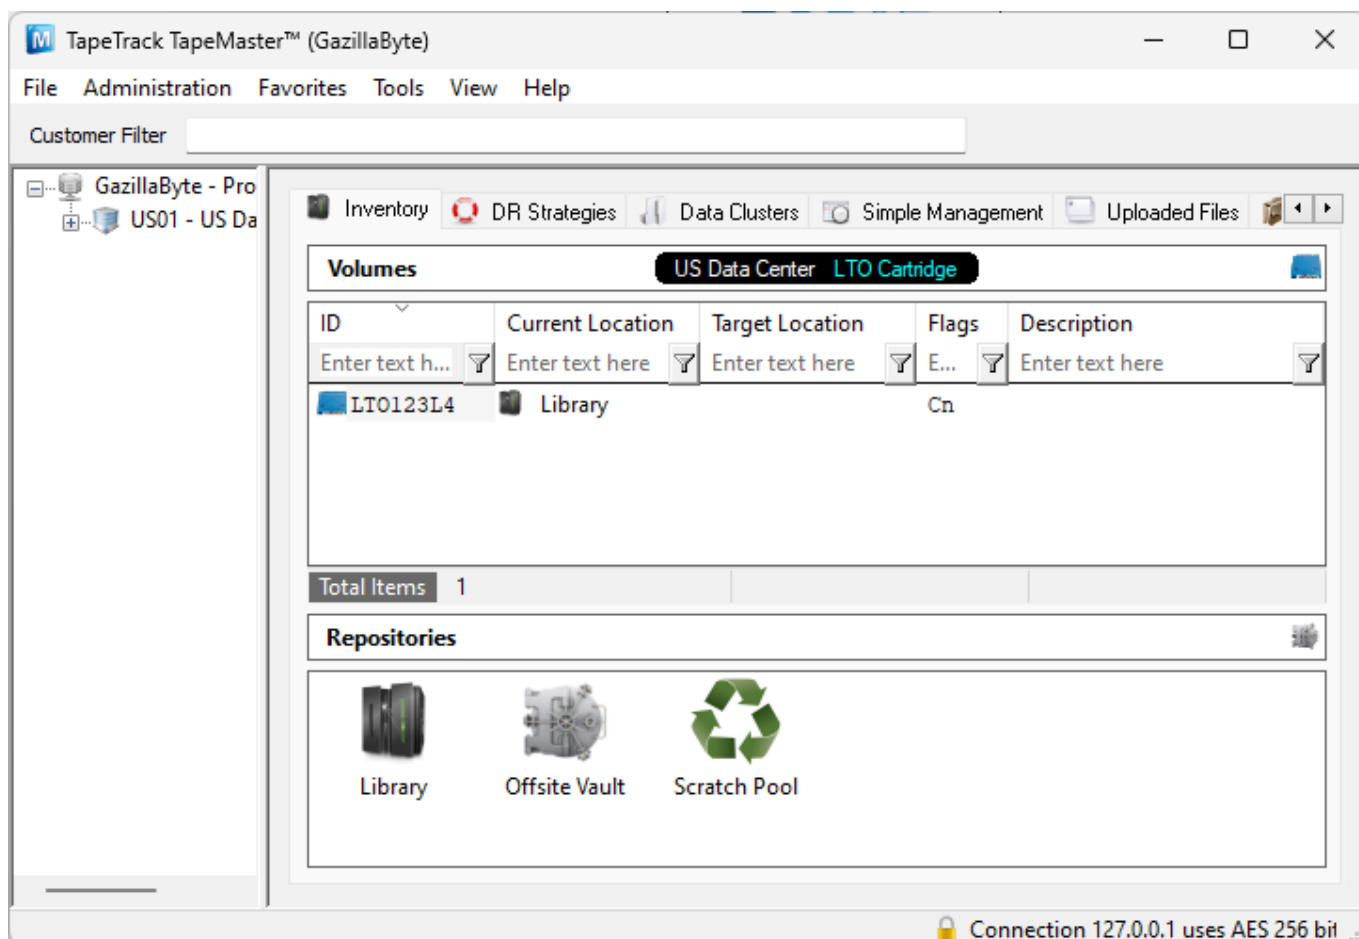 TapeTrack TapeMaster™ (GazillaByte)
File Administration Favorites Tools View Help
Customer Filter
GazillaByte - Pro
US01 - US Da
Inventory DR Strategies Data Clusters Simple Management Uploaded Files
Volumes US Data Center LTO Cartridge
ID Current Location Target Location Flags Description
Enter text h... Enter text here Enter text here E... Enter text here
LTO123L4 Library Cn
Total Items 1
Repositories
Library Offsite Vault Scratch Pool
Connection 127.0.0.1 uses AES 256 bit